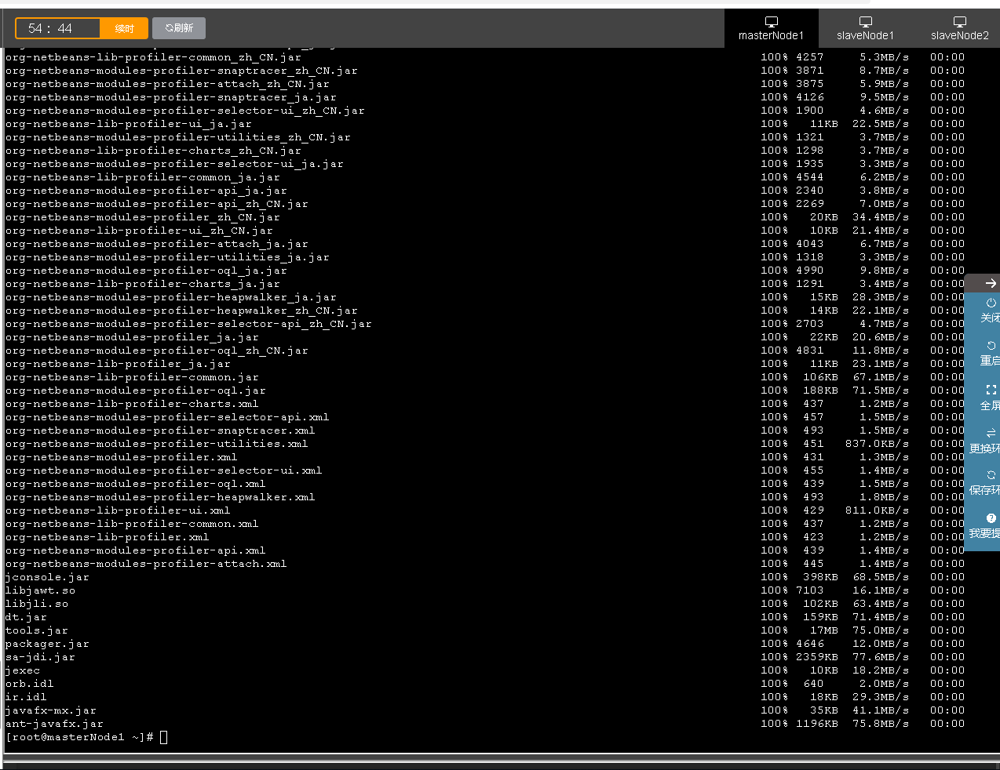 54 : 44 续时 刷新
masterNode1 slaveNode1 slaveNode2
org-netbeans-lib-profiler-common_zh_CN.jar 100% 4257 5.3MB/s 00:00
org-netbeans-modules-profiler-snaptracer_zh_CN.jar 100% 3871 8.7MB/s 00:00
org-netbeans-modules-profiler-attach_zh_CN.jar 100% 3875 5.9MB/s 00:00
org-netbeans-modules-profiler-snaptracer_ja.jar 100% 4126 9.5MB/s 00:00
org-netbeans-modules-profiler-selector-ui_zh_CN.jar 100% 1900 4.6MB/s 00:00
org-netbeans-lib-profiler-ui_ja.jar 100% 11KB 22.5MB/s 00:00
org-netbeans-modules-profiler-utilities_zh_CN.jar 100% 1321 3.7MB/s 00:00
org-netbeans-lib-profiler-charts_zh_CN.jar 100% 1298 3.7MB/s 00:00
org-netbeans-modules-profiler-selector-ui_ja.jar 100% 1935 3.3MB/s 00:00
org-netbeans-lib-profiler-common_ja.jar 100% 4544 6.2MB/s 00:00
org-netbeans-modules-profiler-api_ja.jar 100% 2340 3.8MB/s 00:00
org-netbeans-modules-profiler-api_zh_CN.jar 100% 2269 7.0MB/s 00:00
org-netbeans-modules-profiler_zh_CN.jar 100% 20KB 34.4MB/s 00:00
org-netbeans-lib-profiler-ui_zh_CN.jar 100% 10KB 21.4MB/s 00:00
org-netbeans-modules-profiler-attach_ja.jar 100% 4043 6.7MB/s 00:00
org-netbeans-modules-profiler-utilities_ja.jar 100% 1318 3.3MB/s 00:00
org-netbeans-modules-profiler-oql_ja.jar 100% 4990 9.8MB/s 00:00
org-netbeans-lib-profiler-charts_ja.jar 100% 1291 3.4MB/s 00:00
org-netbeans-modules-profiler-heapwalker_ja.jar 100% 15KB 28.3MB/s 00:00
org-netbeans-modules-profiler-heapwalker_zh_CN.jar 100% 14KB 22.1MB/s 00:00
org-netbeans-modules-profiler-selector-api_zh_CN.jar 100% 2703 4.7MB/s 00:00
org-netbeans-modules-profiler_ja.jar 100% 22KB 20.6MB/s 00:00
org-netbeans-modules-profiler-oql_zh_CN.jar 100% 4831 11.8MB/s 00:00
org-netbeans-lib-profiler_ja.jar 100% 11KB 23.1MB/s 00:00
org-netbeans-lib-profiler-common.jar 100% 106KB 67.1MB/s 00:00
org-netbeans-modules-profiler-oql.jar 100% 188KB 71.5MB/s 00:00
org-netbeans-lib-profiler-charts.xml 100% 437 1.2MB/s 00:00
org-netbeans-modules-profiler-selector-api.xml 100% 457 1.5MB/s 00:00
org-netbeans-modules-profiler-snaptracer.xml 100% 493 1.5MB/s 00:00
org-netbeans-modules-profiler-utilities.xml 100% 451 837.0KB/s 00:00
org-netbeans-modules-profiler.xml 100% 431 1.3MB/s 00:00
org-netbeans-modules-profiler-selector-ui.xml 100% 455 1.4MB/s 00:00
org-netbeans-modules-profiler-oql.xml 100% 439 1.5MB/s 00:00
org-netbeans-modules-profiler-heapwalker.xml 100% 493 1.8MB/s 00:00
org-netbeans-lib-profiler-ui.xml 100% 429 811.0KB/s 00:00
org-netbeans-lib-profiler-common.xml 100% 437 1.2MB/s 00:00
org-netbeans-lib-profiler.xml 100% 423 1.2MB/s 00:00
org-netbeans-modules-profiler-api.xml 100% 439 1.4MB/s 00:00
org-netbeans-modules-profiler-attach.xml 100% 445 1.4MB/s 00:00
jconsole.jar 100% 398KB 68.5MB/s 00:00
libjawt.so 100% 7103 16.1MB/s 00:00
libjli.so 100% 102KB 63.4MB/s 00:00
dt.jar 100% 159KB 71.4MB/s 00:00
tools.jar 100% 17MB 75.0MB/s 00:00
packager.jar 100% 4646 12.0MB/s 00:00
sa-jdi.jar 100% 2359KB 77.6MB/s 00:00
jexec 100% 10KB 18.2MB/s 00:00
orb.idl 100% 640 2.0MB/s 00:00
ir.idl 100% 18KB 29.3MB/s 00:00
javafx-mx.jar 100% 35KB 41.1MB/s 00:00
ant-javafx.jar 100% 1196KB 75.8MB/s 00:00
[root@masterNode1 ~]#
关闭
重启
全屏
更换环
保存环
我要提